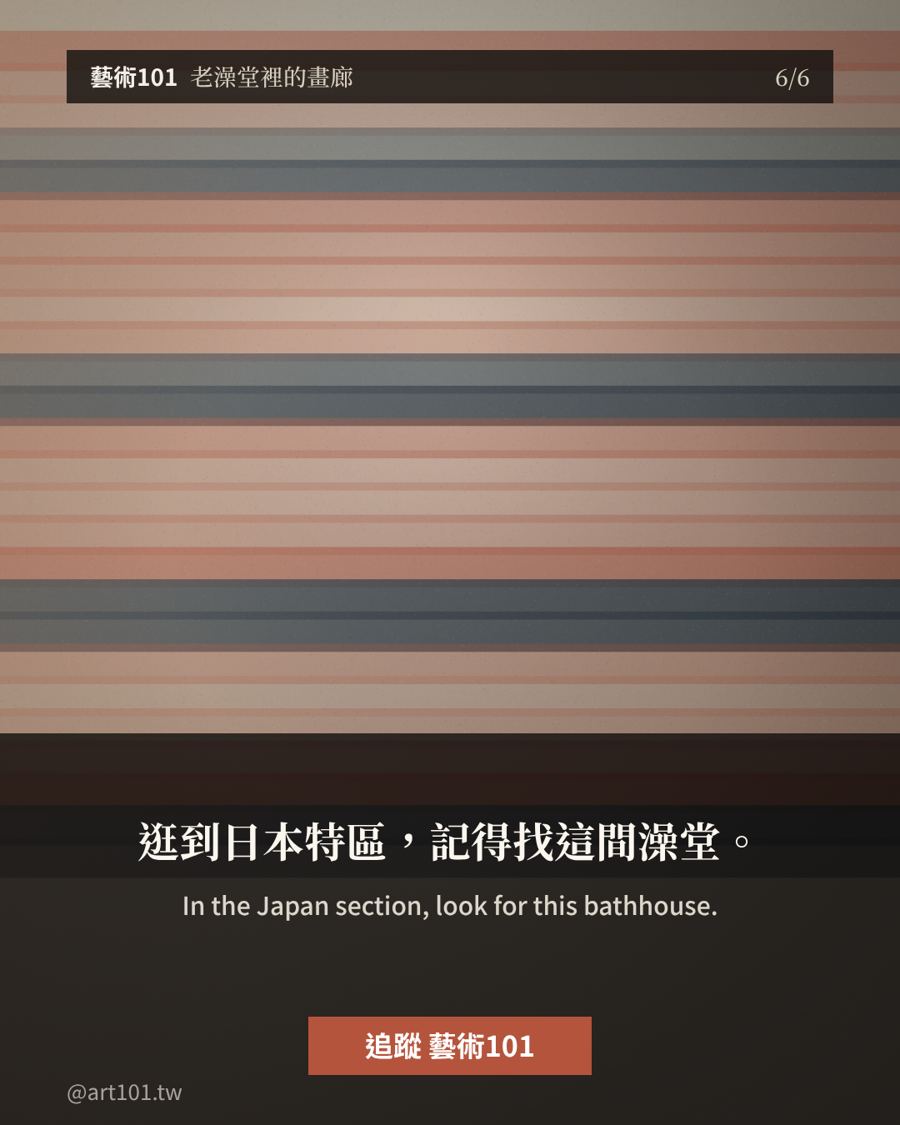 藝術101 老澡堂裡的畫廊 6/6
逛到日本特區，記得找這間澡堂。
In the Japan section, look for this bathhouse.
追蹤 藝術101
@art101.tw